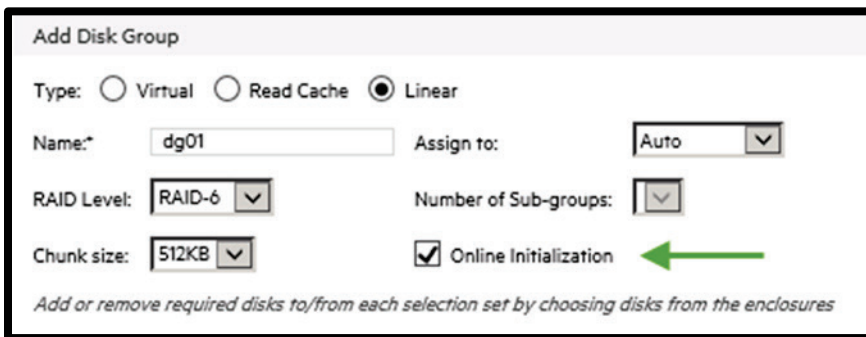 Add Disk Group
Type: Virtual Read Cache Linear
Name:* dg01 Assign to: Auto
RAID Level: RAID-6 Number of Sub-groups:
Chunk size: 512KB Online Initialization
Add or remove required disks to/from each selection set by choosing disks from the enclosures